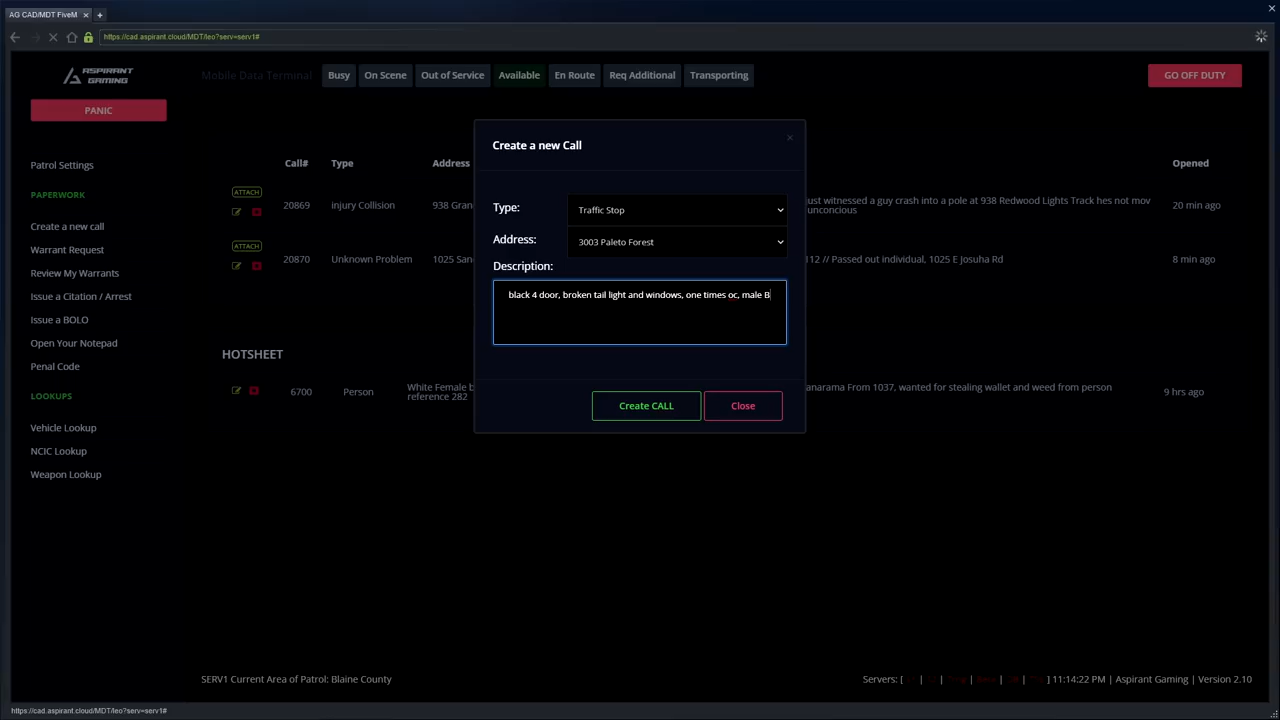 AG CAD/MDT FiveM
https://cad.aspirant.cloud/MDT/leo?serv=serv1#
ASPIRANT GAMING
Mobile Data Terminal
Busy
On Scene
Out of Service
Available
En Route
Req Additional
Transporting
GO OFF DUTY
PANIC
Patrol Settings
PAPERWORK
Create a new call
Warrant Request
Review My Warrants
Issue a Citation / Arrest
Issue a BOLO
Open Your Notepad
Penal Code
LOOKUPS
Vehicle Lookup
NCIC Lookup
Weapon Lookup
Call# Type Address Opened
ATTACH
20869 injury Collision 938 Gran ust witnessed a guy crash into a pole at 938 Redwood Lights Track hes not mov 20 min ago
unconcious
ATTACH
20870 Unknown Problem 1025 San 112 // Passed out individual, 1025 E Josuha Rd 8 min ago
HOTSHEET
6700 Person White Female b anarama From 1037, wanted for stealing wallet and weed from person 9 hrs ago
reference 282
Create a new Call
Type: Traffic Stop
Address: 3003 Paleto Forest
Description:
black 4 door, broken tail light and windows, one times oc, male B
Create CALL
Close
SERV1 Current Area of Patrol: Blaine County
Servers: [ | | | | | ] 11:14:22 PM | Aspirant Gaming | Version 2.10
https://cad.aspirant.cloud/MDT/leo?serv=serv1#